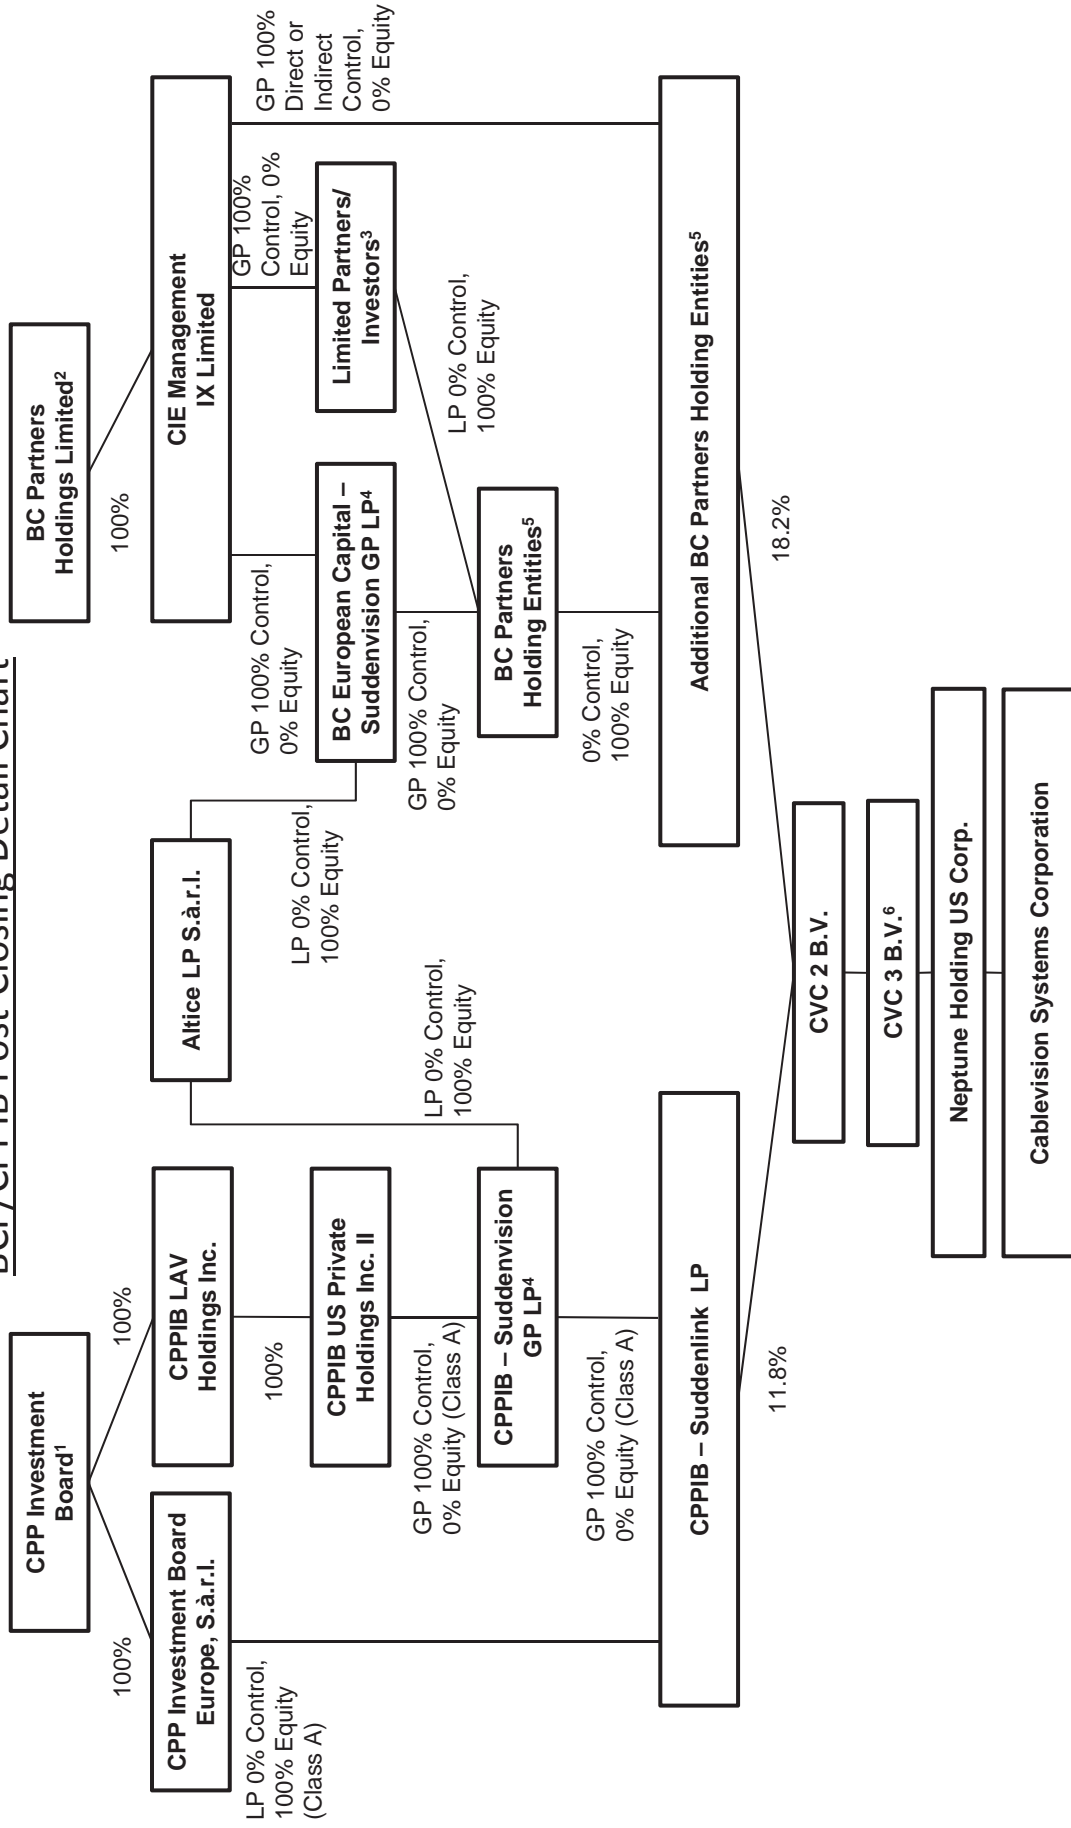 BCP/CPPIB Post-Closing Detail Chart
CPP Investment
Board¹
BC Partners
Holdings Limited²
100%
100%
100%
CPP Investment Board
Europe, S.à.r.l.
CPPIB LAV
Holdings Inc.
Altice LP S.à.r.l.
CIE Management
IX Limited
LP 0% Control,
100% Equity
(Class A)
100%
GP 100% Control,
0% Equity
GP 100%
Control, 0%
Equity
GP 100%
Direct or
Indirect
Control,
0% Equity
LP 0% Control,
100% Equity
CPPIB US Private
Holdings Inc. II
BC European Capital –
Suddenvision GP LP⁴
Limited Partners/
Investors³
GP 100% Control,
0% Equity (Class A)
LP 0% Control,
100% Equity
GP 100% Control,
0% Equity
LP 0% Control,
100% Equity
CPPIB – Suddenvision
GP LP⁴
BC Partners
Holding Entities⁵
GP 100% Control,
0% Equity (Class A)
0% Control,
100% Equity
CPPIB – Suddenlink LP
Additional BC Partners Holding Entities⁵
11.8%
18.2%
CVC 2 B.V.
CVC 3 B.V.⁶
Neptune Holding US Corp.
Cablevision Systems Corporation